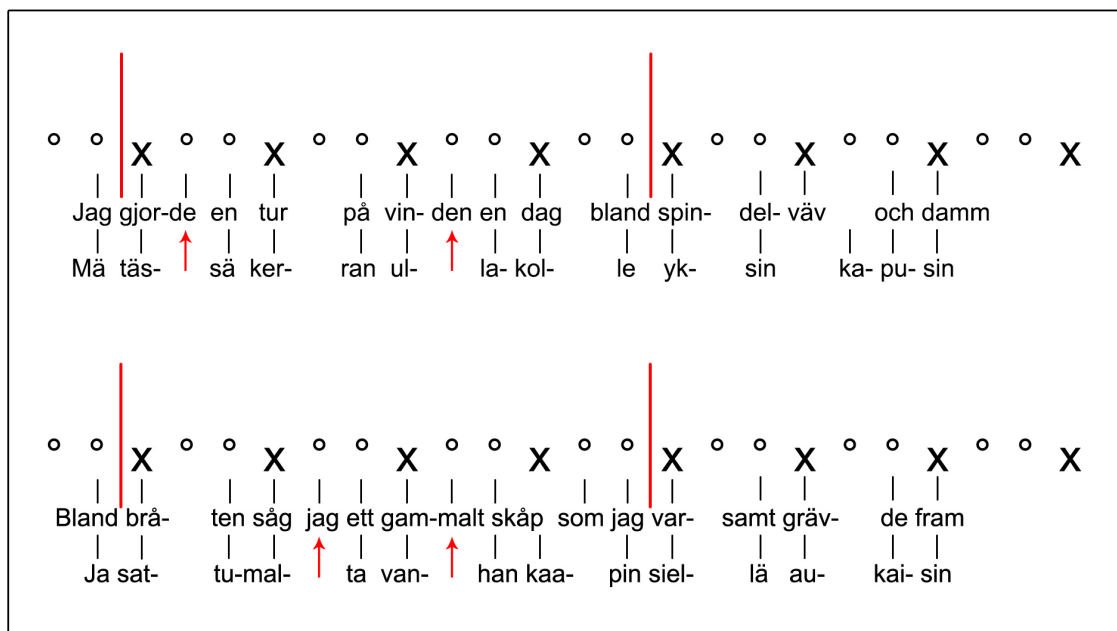 Jag gjor-de en tur på vin- den en dag bland spin- del- väv och damm
Mä täs- sä ker- ran ul- la- kol- le yk- sin ka- pu- sin
Bland brå- ten såg jag ett gam-malt skåp som jag var- samt gräv- de fram
Ja sat- tu-mal- ta van- han kaa- pin siel- lä au- kai- sin